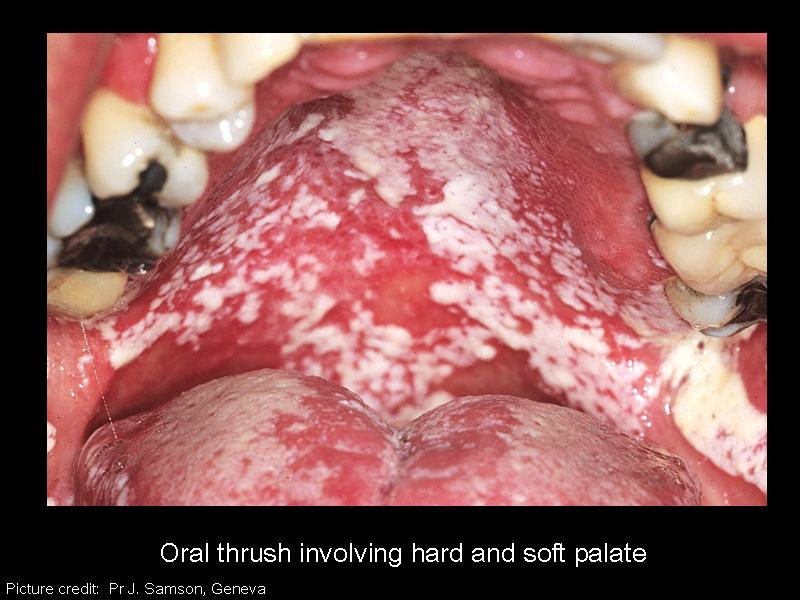 Oral thrush involving hard and soft palate
Picture credit:  Pr J. Samson, Geneva